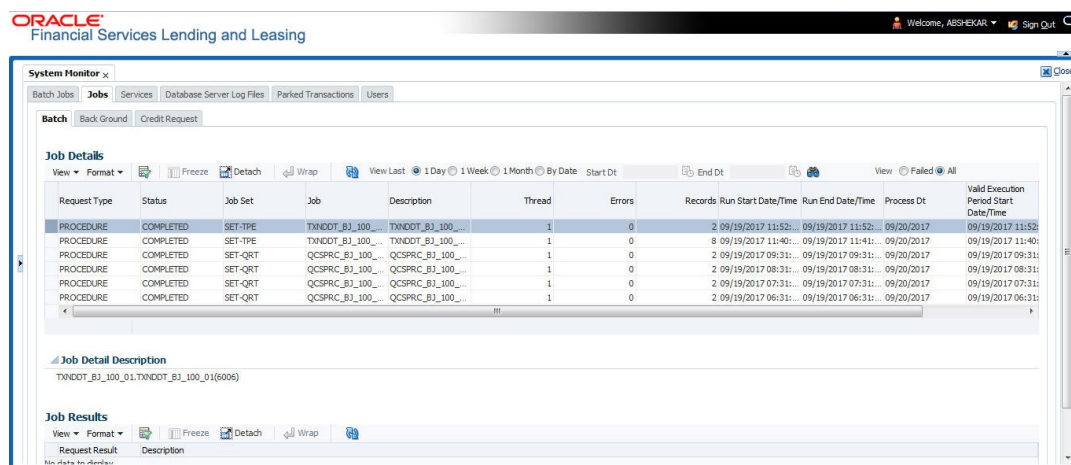 ORACLE
Financial Services Lending and Leasing
Welcome, ABSHEKAR Sign Out
System Monitor x
Close
Batch Jobs Jobs Services Database Server Log Files Parked Transactions Users
Batch Back Ground Credit Request
Job Details
View Format Freeze Detach Wrap View Last 1 Day 1 Week 1 Month By Date Start Dt End Dt View Failed All
Request Type Status Job Set Job Description Thread Errors Records Run Start Date/Time Run End Date/Time Process Dt Valid Execution Period Start Date/Time
PROCEDURE COMPLETED SET-TPE TXNDDT_BJ_100_... TXNDDT_BJ_100_... 1 0 2 09/19/2017 11:52:... 09/19/2017 11:52:... 09/20/2017 09/19/2017 11:52:
PROCEDURE COMPLETED SET-TPE TXNDDT_BJ_100_... TXNDDT_BJ_100_... 1 0 8 09/19/2017 11:40:... 09/19/2017 11:41:... 09/20/2017 09/19/2017 11:40:
PROCEDURE COMPLETED SET-QRT QCSPRC_BJ_100_... QCSPRC_BJ_100_... 1 0 2 09/19/2017 09:31:... 09/19/2017 09:31:... 09/20/2017 09/19/2017 09:31:
PROCEDURE COMPLETED SET-QRT QCSPRC_BJ_100_... QCSPRC_BJ_100_... 1 0 2 09/19/2017 08:31:... 09/19/2017 08:31:... 09/20/2017 09/19/2017 08:31:
PROCEDURE COMPLETED SET-QRT QCSPRC_BJ_100_... QCSPRC_BJ_100_... 1 0 2 09/19/2017 07:31:... 09/19/2017 07:31:... 09/20/2017 09/19/2017 07:31:
PROCEDURE COMPLETED SET-QRT QCSPRC_BJ_100_... QCSPRC_BJ_100_... 1 0 2 09/19/2017 06:31:... 09/19/2017 06:31:... 09/20/2017 09/19/2017 06:31:
Job Detail Description
TXNDDT_BJ_100_01.TXNDDT_BJ_100_01(6006)
Job Results
View Format Freeze Detach Wrap
Request Result Description
No data to display